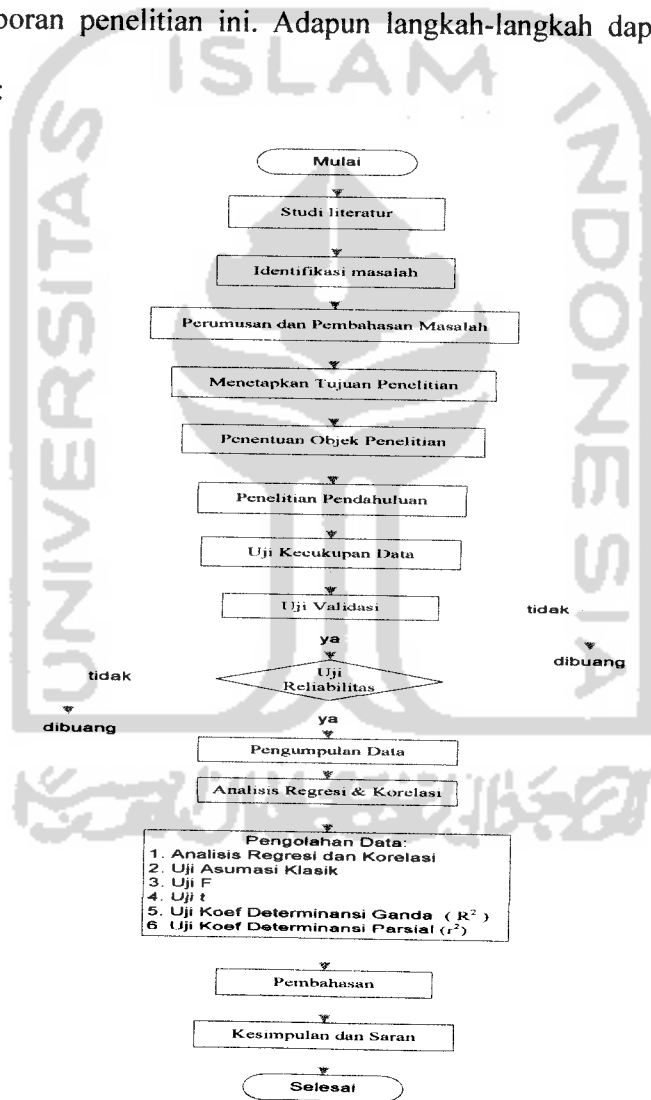 poran penelitian ini. Adapun langkah-langkah dap
:
ISLAM
UNIVERSITAS
INDONESIA
Mulai
Studi literatur
Identifikasi masalah
Perumusan dan Pembahasan Masalah
Menetapkan Tujuan Penelitian
Penentuan Objek Penelitian
Penelitian Pendahuluan
Uji Kecukupan Data
Uji Validasi
tidak
ya
dibuang
Uji
Reliabilitas
tidak
dibuang
ya
Pengumpulan Data
Analisis Regresi & Korelasi
Pengolahan Data:
1. Analisis Regresi dan Korelasi
2. Uji Asumasi Klasik
3. Uji F
4. Uji t
5. Uji Koef Determinansi Ganda ( R² )
6 Uji Koef Determinansi Parsial (r²)
Pembahasan
Kesimpulan dan Saran
Selesai